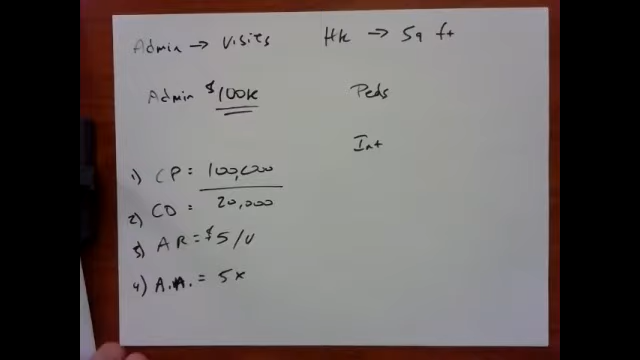 Admin → Visits
Hk → Sq ft
Admin $100k
Peds
Int
1) CP = 100,000
2) CD = 20,000
3) AR = $5/V
4) A.A. = 5x